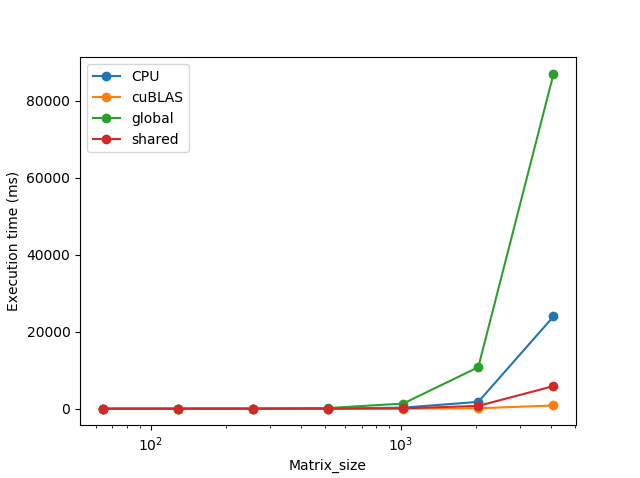 CPU
cuBLAS
global
shared
80000
60000
40000
20000
0
Execution time (ms)
10²
10³
Matrix_size